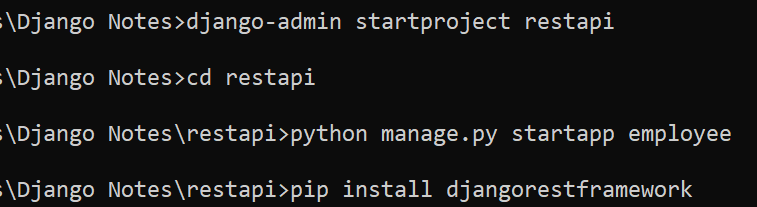 s\Django Notes>django-admin startproject restapi
s\Django Notes>cd restapi
s\Django Notes\restapi>python manage.py startapp employee
s\Django Notes\restapi>pip install djangorestframework